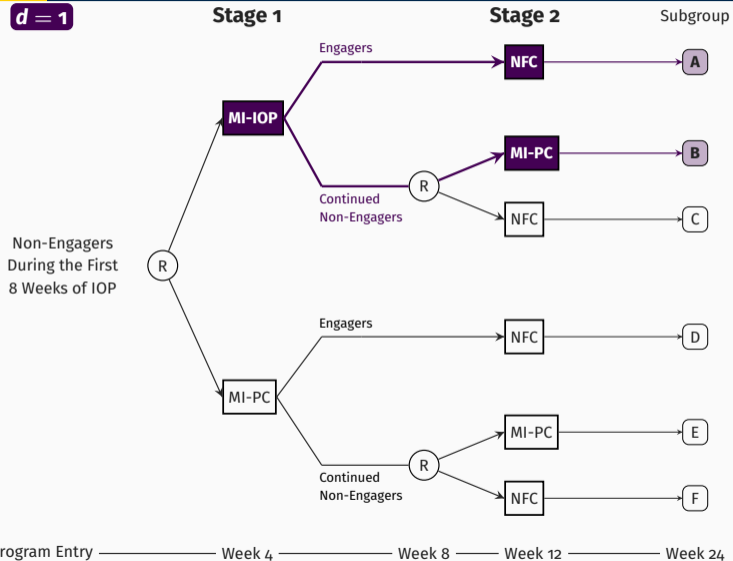 d = 1
Stage 1
Stage 2
Subgroup
Engagers
NFC
A
MI-IOP
MI-PC
B
R
Continued
Non-Engagers
NFC
C
Non-Engagers
During the First
8 Weeks of IOP
R
Engagers
NFC
D
MI-PC
MI-PC
E
R
Continued
Non-Engagers
NFC
F
rogram Entry
Week 4
Week 8
Week 12
Week 24